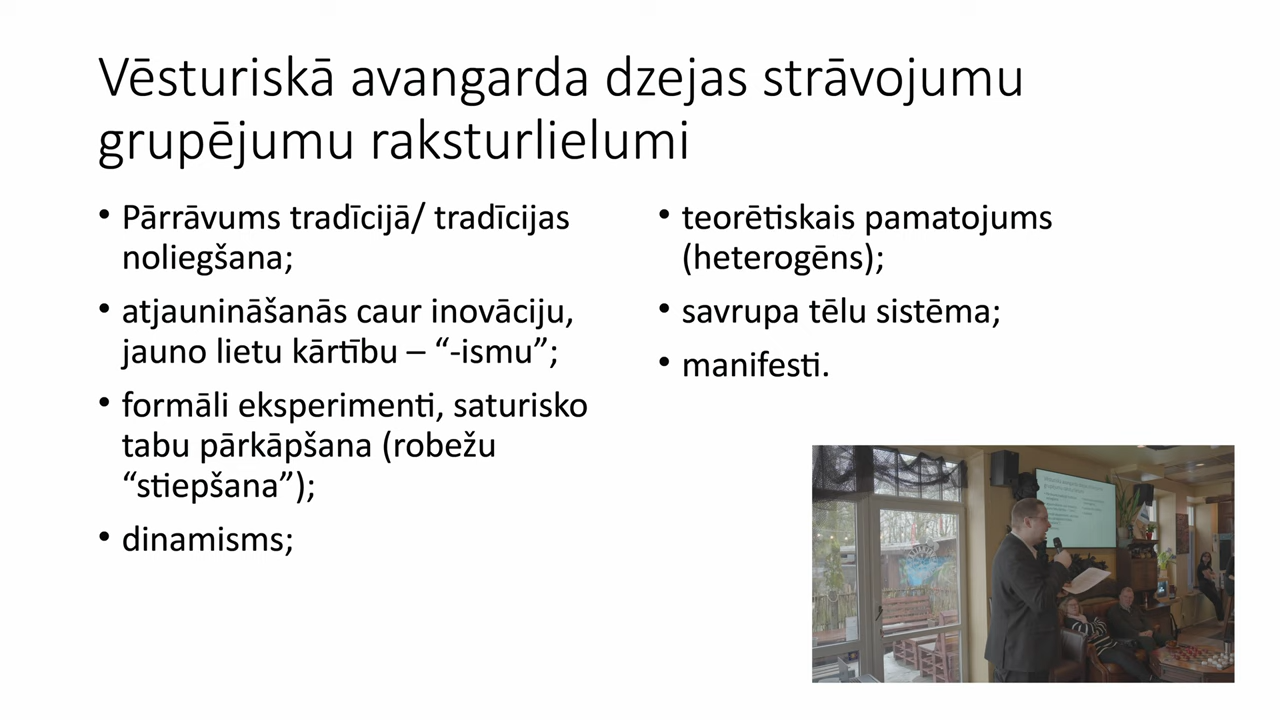 Vēsturiskā avangarda dzejas strāvojumu
grupējumu raksturlielumi
• Pārrāvums tradīcijā/ tradīcijas
noliegšana;
• atjaunināšanās caur inovāciju,
jauno lietu kārtību – “-ismu”;
• formāli eksperimenti, saturisko
tabu pārkāpšana (robežu
“stiepšana”);
• dinamisms;
• teorētiskais pamatojums
(heterogēns);
• savrupa tēlu sistēma;
• manifesti.